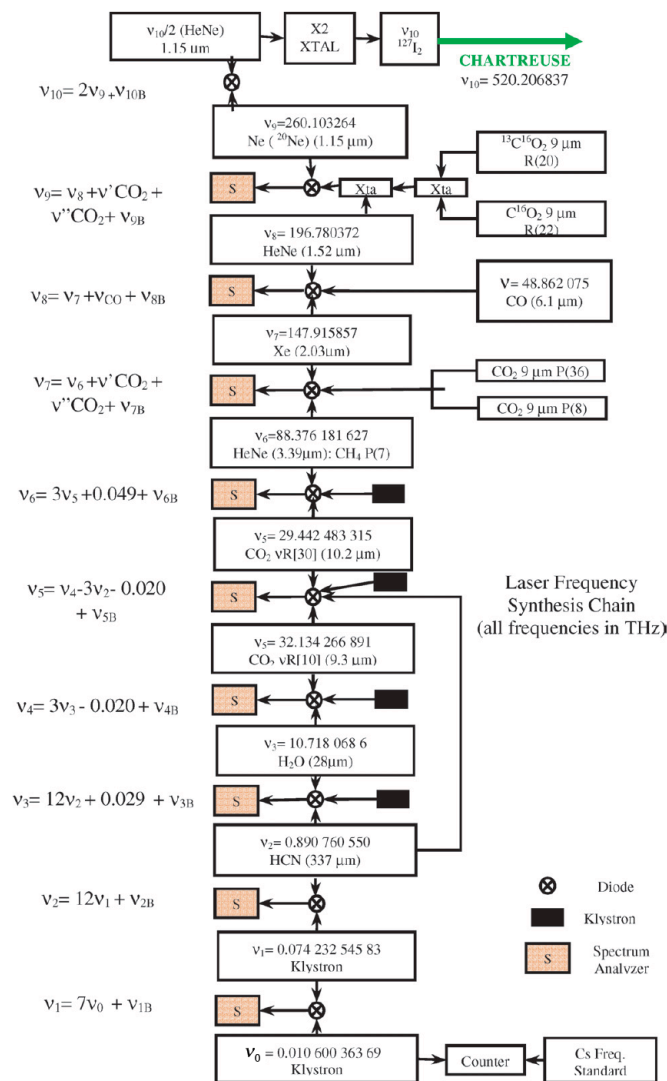 ν₁₀/2 (HeNe)
1.15 um
X2
XTAL
ν₁₀
¹²⁷I₂
CHARTREUSE
ν₁₀= 520.206837
ν₁₀= 2ν₉+ν₁₀B
ν₉=260.103264
Ne ( ²⁰Ne) (1.15 μm)
¹³C¹⁶O₂ 9 μm
R(20)
ν₉= ν₈ +ν'CO₂ +
ν''CO₂+ ν₉B
S
Xta
Xta
C¹⁶O₂ 9 μm
R(22)
ν₈= 196.780372
HeNe (1.52 μm)
ν₈= ν₇ +νCO + ν₈B
S
ν= 48.862 075
CO (6.1 μm)
ν₇=147.915857
Xe (2.03μm)
ν₇= ν₆ +ν'CO₂ +
ν''CO₂+ ν₇B
S
CO₂ 9 μm P(36)
CO₂ 9 μm P(8)
ν₆=88.376 181 627
HeNe (3.39μm): CH₄ P(7)
ν₆= 3ν₅ +0.049+ ν₆B
S
ν₅= 29.442 483 315
CO₂ νR[30] (10.2 μm)
ν₅= ν₄-3ν₂- 0.020
+ ν₅B
S
Laser Frequency
Synthesis Chain
(all frequencies in THz)
ν₅= 32.134 266 891
CO₂ νR[10] (9.3 μm)
ν₄= 3ν₃ - 0.020 + ν₄B
S
ν₃= 10.718 068 6
H₂O (28μm)
ν₃= 12ν₂ + 0.029 + ν₃B
S
ν₂= 0.890 760 550
HCN (337 μm)
ν₂= 12ν₁ + ν₂B
S
Diode
Klystron
S
Spectrum
Analyzer
ν₁= 0.074 232 545 83
Klystron
ν₁= 7ν₀ + ν₁B
S
ν₀ = 0.010 600 363 69
Klystron
Counter
Cs Freq.
Standard